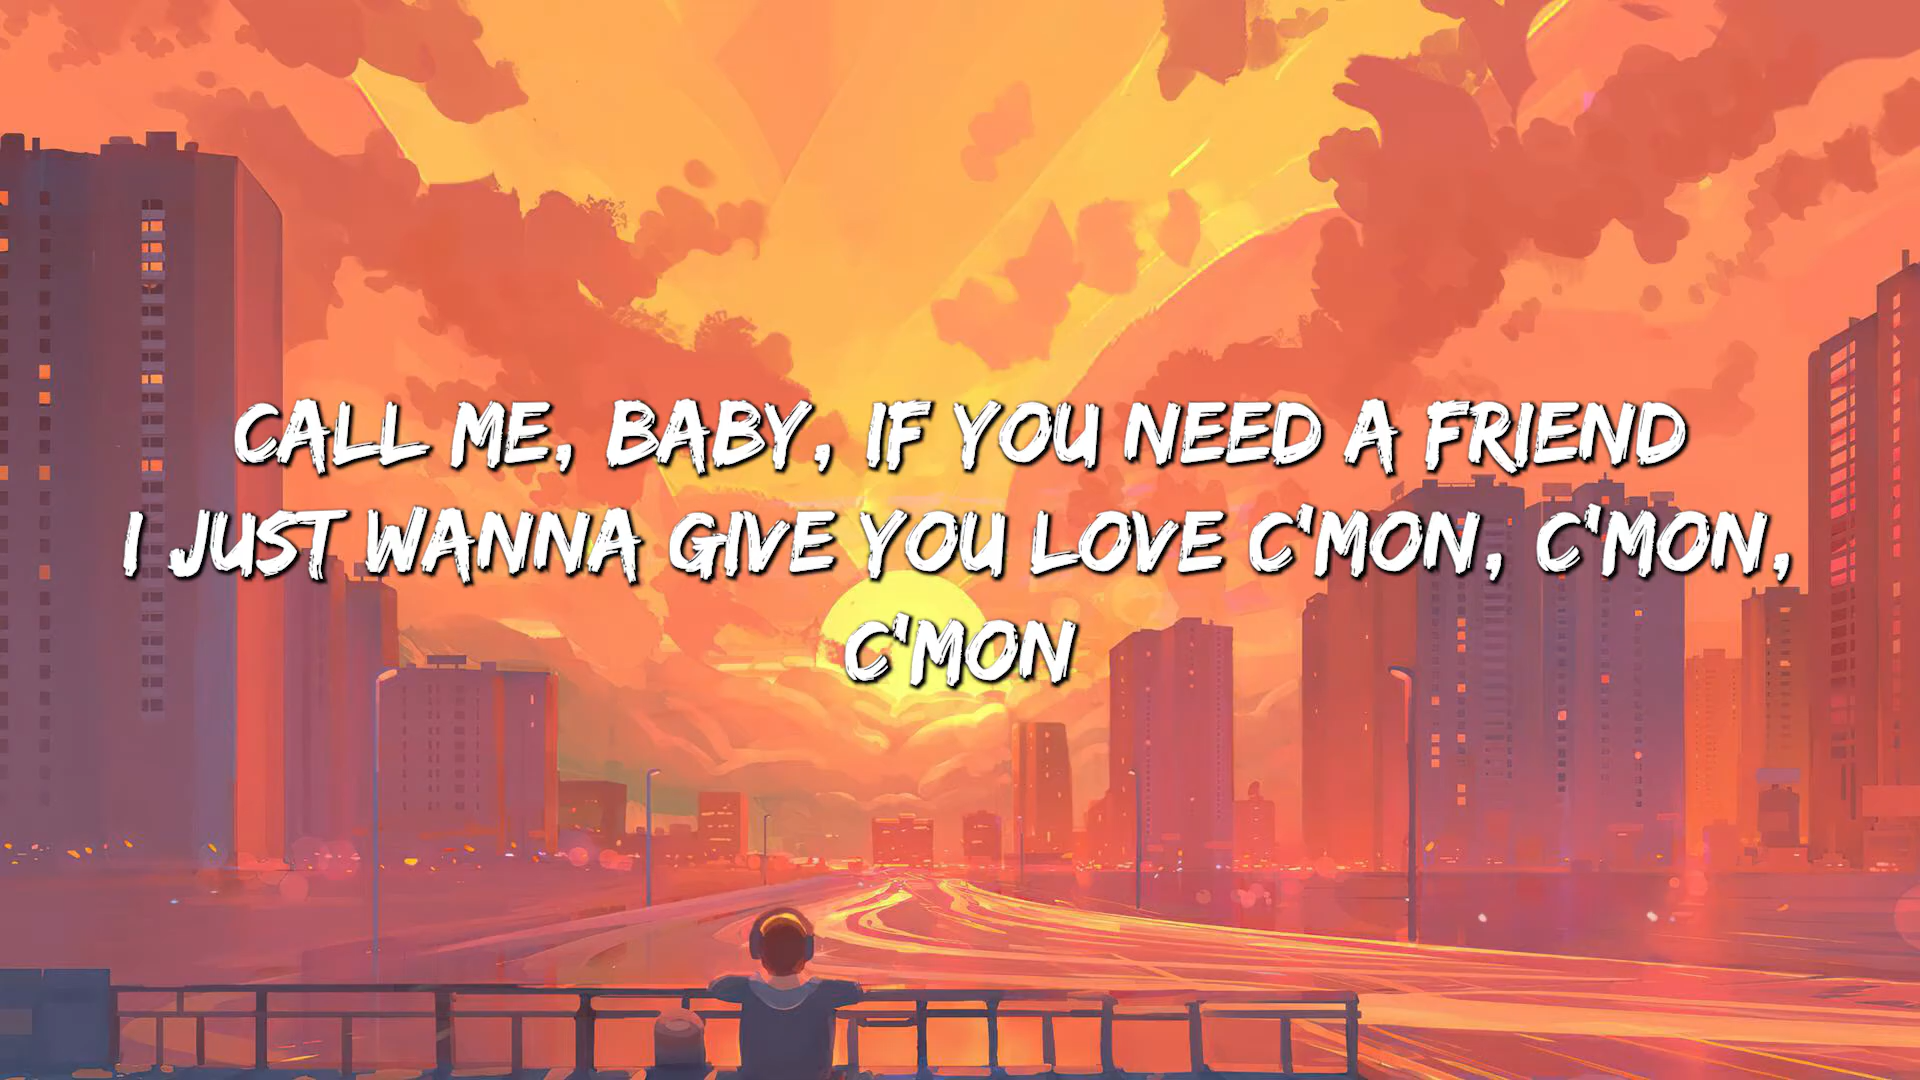 CALL ME, BABY, IF YOU NEED A FRIEND
I JUST WANNA GIVE YOU LOVE C'MON, C'MON,
C'MON